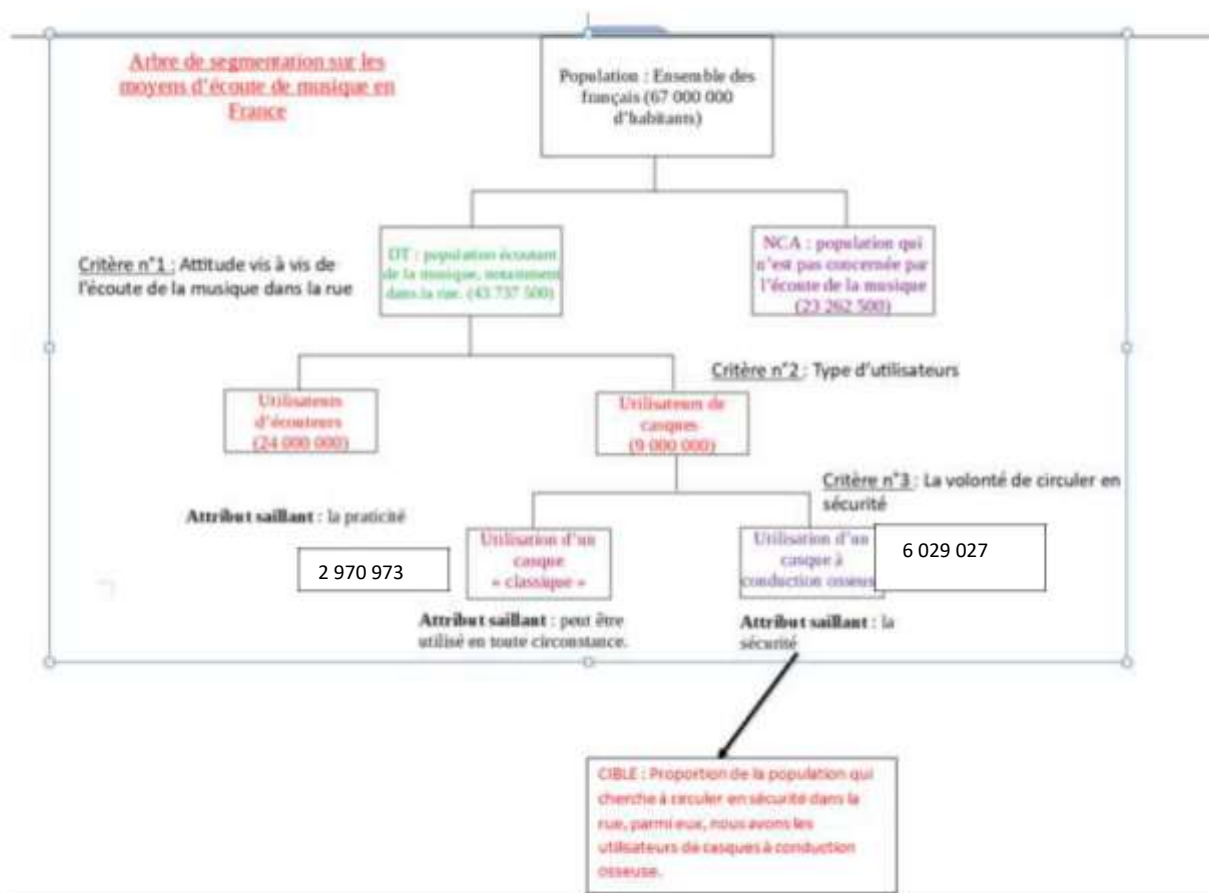 Arbre de segmentation sur les
moyens d'écoute de musique en
France
Population : Ensemble des
français (67 000 000
d'habitants)
Critère n°1 : Attitude vis à vis de
l'écoute de la musique dans la rue
DT : population écoutant
de la musique, notamment
dans la rue. (43 737 500)
NCA : population qui
n'est pas concernée par
l'écoute de la musique
(23 262 500)
Critère n°2 : Type d'utilisateurs
Utilisateurs
d'écouteurs
(24 000 000)
Utilisateurs de
casques
(9 000 000)
Critère n°3 : La volonté de circuler en
sécurité
Attribut saillant : la praticité
2 970 973
Utilisation d'un
casque
« classique »
Utilisation d'un
casque à
conduction osseus
6 029 027
Attribut saillant : peut être
utilisé en toute circonstance.
Attribut saillant : la
sécurité
CIBLE : Proportion de la population qui
cherche à circuler en sécurité dans la
rue, parmi eux, nous avons les
utilisateurs de casques à conduction
osseuse.